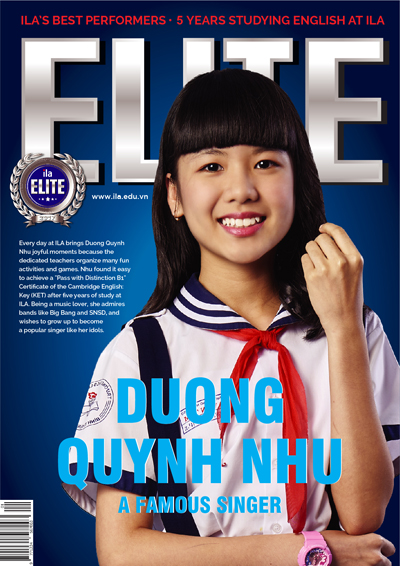 ILA'S BEST PERFORMERS • 5 YEARS STUDYING ENGLISH AT ILA
ELITE
ila
ELITE
2012
www.ila.edu.vn
Every day at ILA brings Duong Quynh
Nhu joyful moments because the
dedicated teachers organize many fun
activities and games. Nhu found it easy
to achieve a "Pass with Distinction B1"
Certificate of the Cambridge English:
Key (KET) after five years of study at
ILA. Being a music lover, she admires
bands like Big Bang and SNSD, and
wishes to grow up to become
a popular singer like her idols.
DUONG
QUYNH NHU
A FAMOUS SINGER